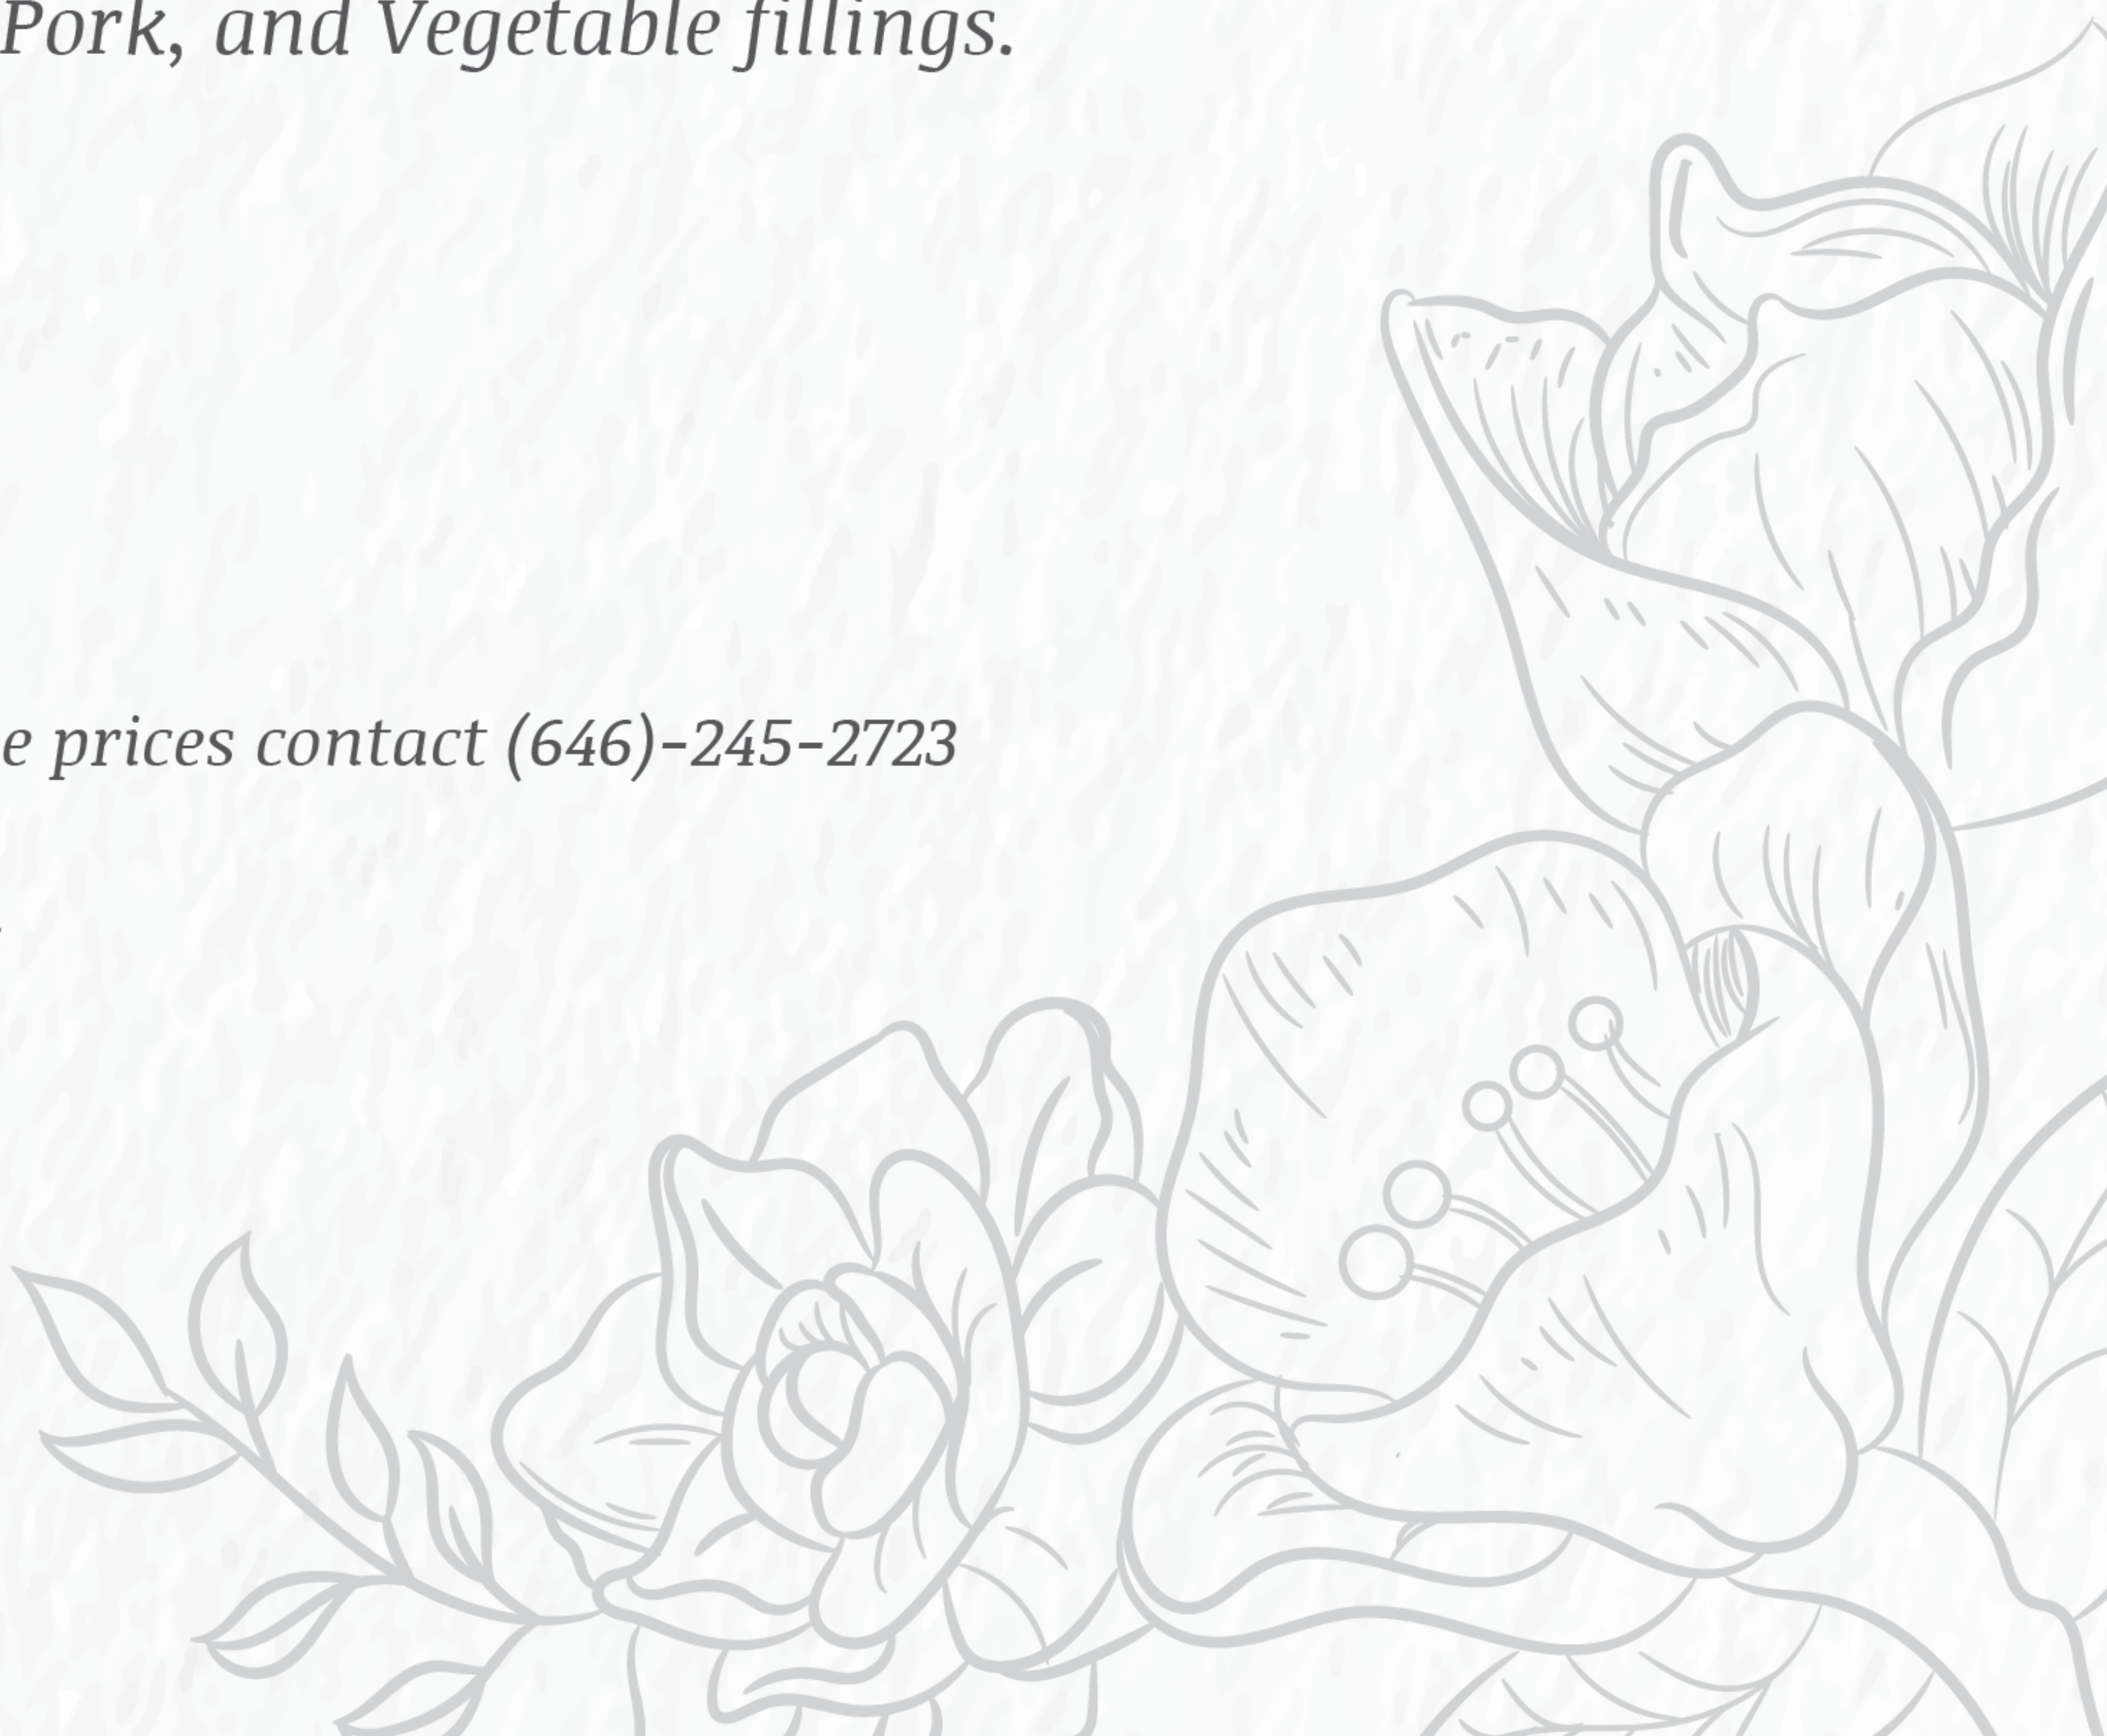 Pork, and Vegetable fillings.
e prices contact (646)-245-2723